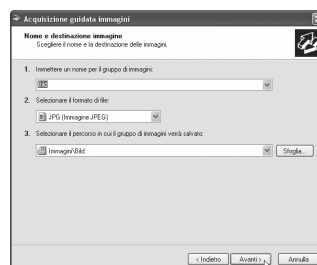 Acquisizione guidata immagini
Nome e destinazione immagine
Scegliere il nome e la destinazione delle immagini.
1. Immettere un nome per il gruppo di immagini:
2. Selezionare il formato di file:
JPG (Immagine JPEG)
3. Selezionare il percorso in cui il gruppo di immagini verrà salvato:
Immagini\Bild
Sfoglia...
< Indietro
Avanti >
Annulla